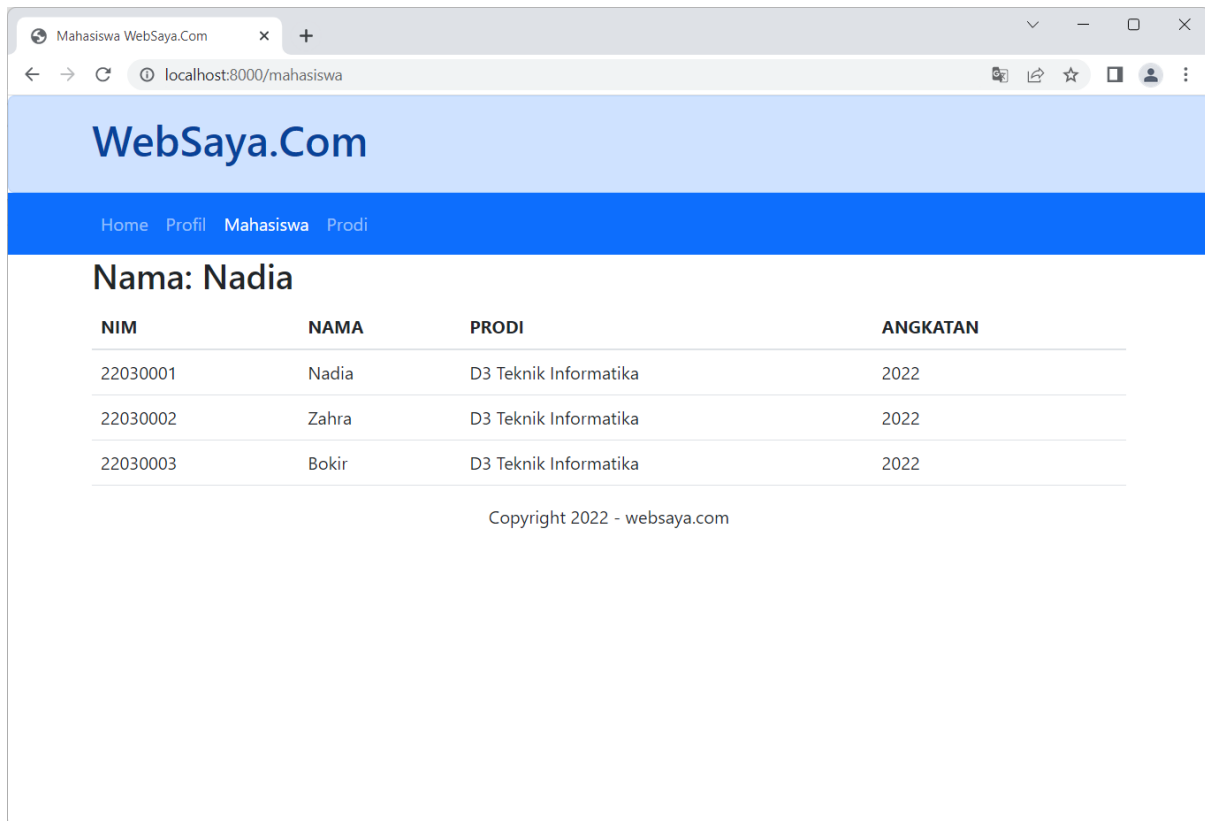 Mahasiswa WebSaya.Com
localhost:8000/mahasiswa
WebSaya.Com
Home Profil Mahasiswa Prodi
Nama: Nadia
NIM NAMA PRODI ANGKATAN
22030001 Nadia D3 Teknik Informatika 2022
22030002 Zahra D3 Teknik Informatika 2022
22030003 Bokir D3 Teknik Informatika 2022
Copyright 2022 - websaya.com